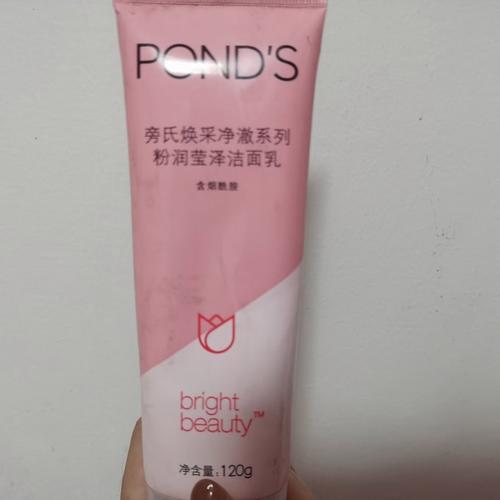 POND'S
旁氏焕采净澈系列
粉润莹泽洁面乳
含烟酰胺
bright
beauty™
净含量:120g